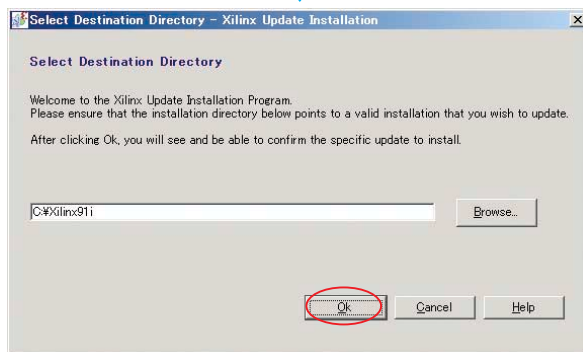 Select Destination Directory - Xilinx Update Installation
Select Destination Directory
Welcome to the Xilinx Update Installation Program.
Please ensure that the installation directory below points to a valid installation that you wish to update.
After clicking Ok, you will see and be able to confirm the specific update to install.
C:¥Xilinx91i
Browse...
Ok
Cancel
Help